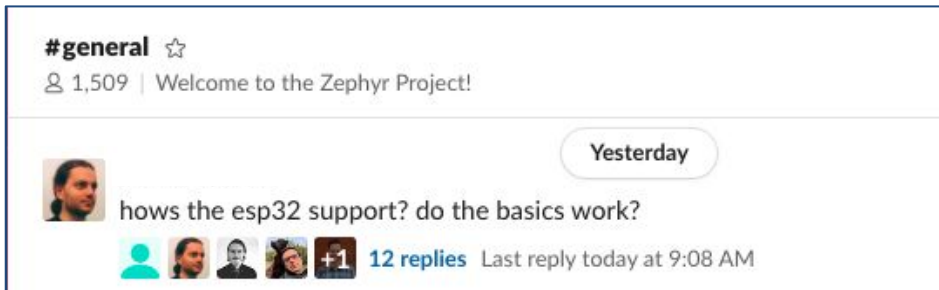 #general
1,509 | Welcome to the Zephyr Project!
Yesterday
hows the esp32 support? do the basics work?
+1 12 replies Last reply today at 9:08 AM